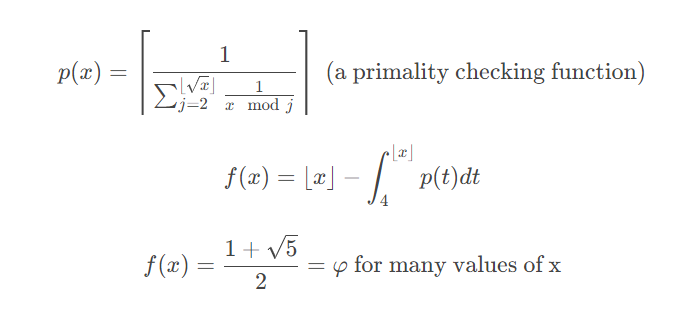 p(x) = ⌈ 1 / ( ∑_{j=2}^{⌊√x⌋} 1 / (x mod j) ) ⌉ (a primality checking function)
f(x) = ⌊x⌋ − ∫_4^{⌊x⌋} p(t)dt
f(x) = (1 + √5) / 2 = φ for many values of x